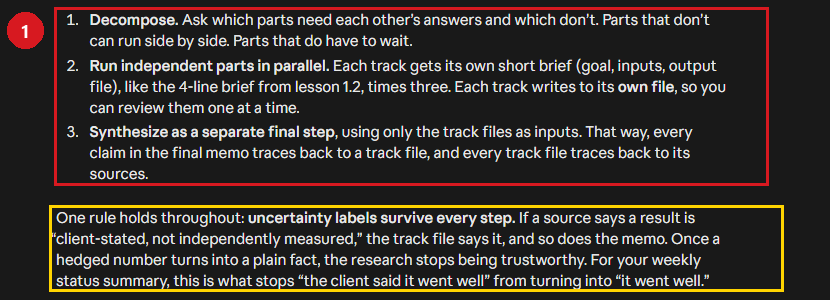 1
1. Decompose. Ask which parts need each other’s answers and which don’t. Parts that don’t
can run side by side. Parts that do have to wait.
2. Run independent parts in parallel. Each track gets its own short brief (goal, inputs, output
file), like the 4-line brief from lesson 1.2, times three. Each track writes to its own file, so you
can review them one at a time.
3. Synthesize as a separate final step, using only the track files as inputs. That way, every
claim in the final memo traces back to a track file, and every track file traces back to its
sources.
One rule holds throughout: uncertainty labels survive every step. If a source says a result is
“client-stated, not independently measured,” the track file says it, and so does the memo. Once a
hedged number turns into a plain fact, the research stops being trustworthy. For your weekly
status summary, this is what stops “the client said it went well” from turning into “it went well.”